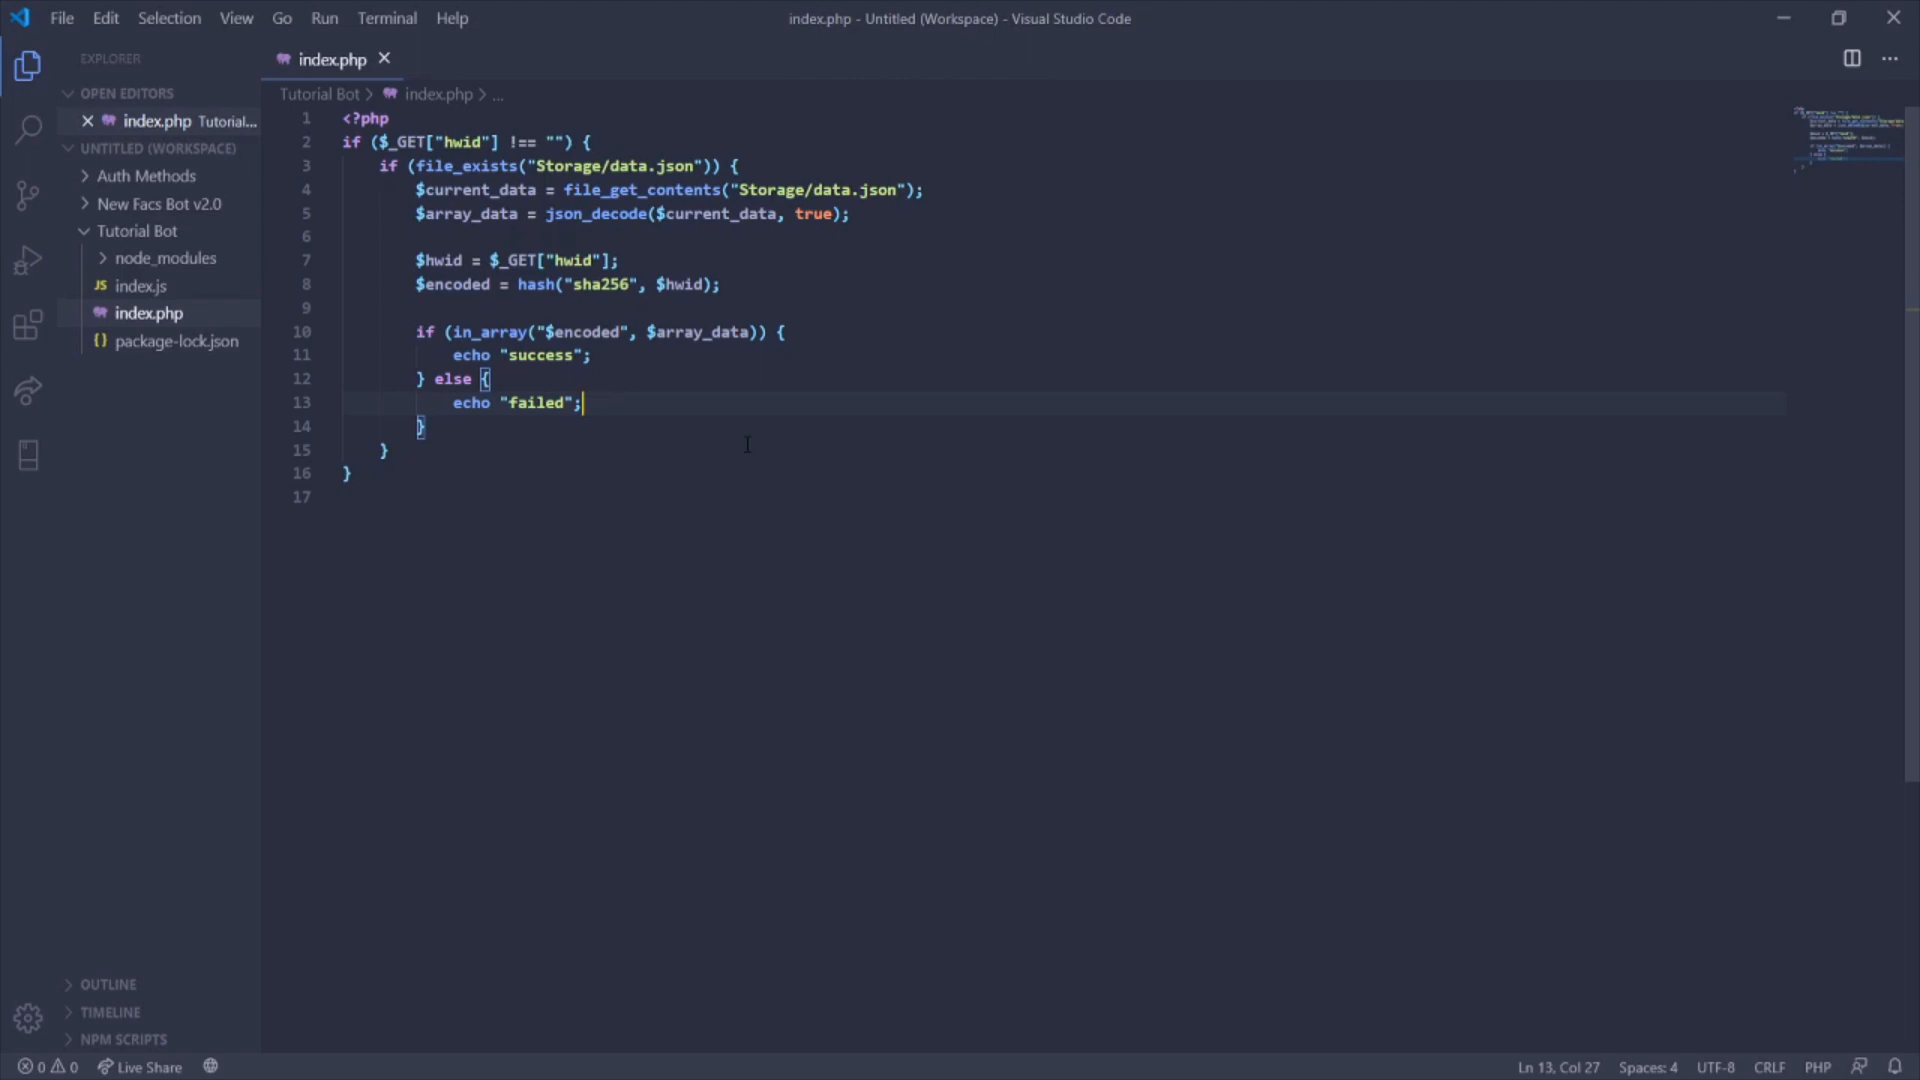 File Edit Selection View Go Run Terminal Help
index.php - Untitled (Workspace) - Visual Studio Code
EXPLORER
OPEN EDITORS
index.php Tutorial...
UNTITLED (WORKSPACE)
Auth Methods
New Facs Bot v2.0
Tutorial Bot
node_modules
JS index.js
index.php
{} package-lock.json
OUTLINE
TIMELINE
NPM SCRIPTS
index.php
Tutorial Bot > index.php > ...
1 <?php
2 if ($_GET["hwid"] !== "") {
3 if (file_exists("Storage/data.json")) {
4 $current_data = file_get_contents("Storage/data.json");
5 $array_data = json_decode($current_data, true);
6
7 $hwid = $_GET["hwid"];
8 $encoded = hash("sha256", $hwid);
9
10 if (in_array("$encoded", $array_data)) {
11 echo "success";
12 } else {
13 echo "failed";
14 }
15 }
16 }
17
0 0 Live Share
Ln 13, Col 27 Spaces: 4 UTF-8 CRLF PHP